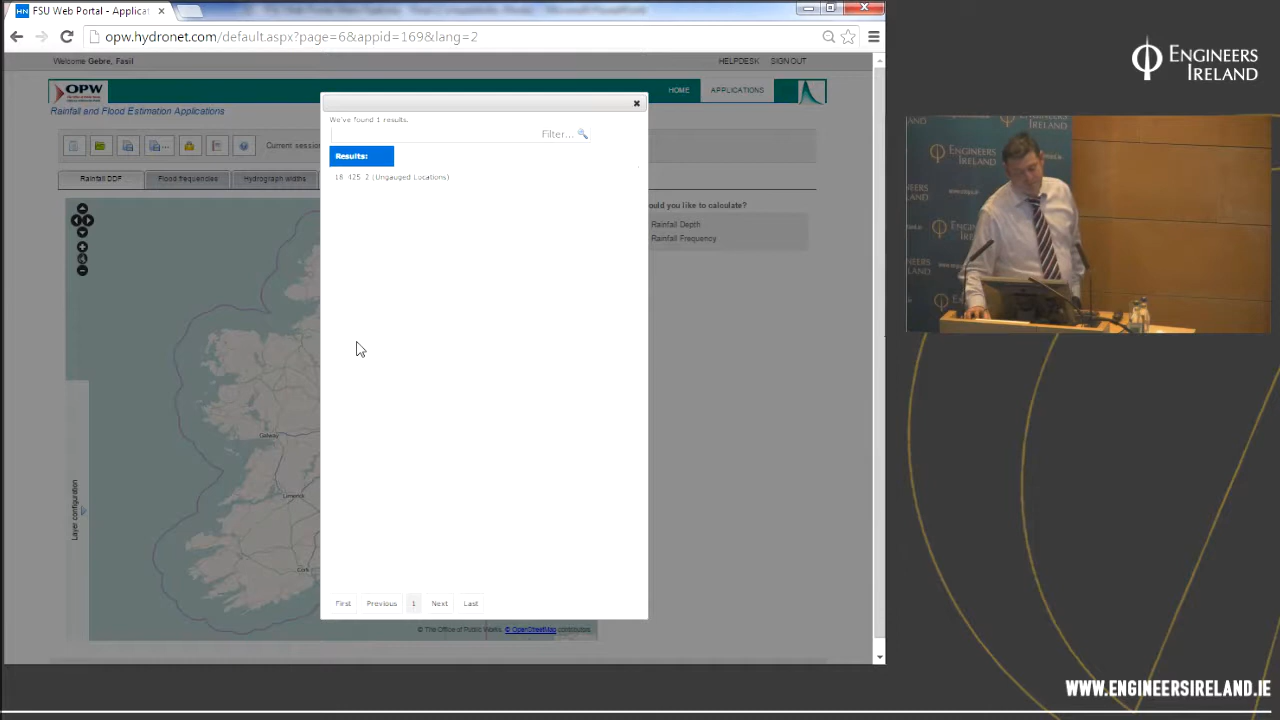 FSU Web Portal - Applicat
opw.hydronet.com/default.aspx?page=6&appid=169&lang=2
Welcome Gebre, Fasil
HELPDESK
SIGN OUT
OPW
HOME
APPLICATIONS
Rainfall and Flood Estimation Applications
Current sessio
Rainfall DDF
Flood frequencies
Hydrograph widths
We've found 1 results.
Filter...
Results:
18_425_2 (Ungauged Locations)
ould you like to calculate?
Rainfall Depth
Rainfall Frequency
Galway
Limerick
Cork
Layer configuration
First
Previous
1
Next
Last
© The Office of Public Works, © OpenStreetMap contributors
ENGINEERS
IRELAND
WWW.ENGINEERSIRELAND.IE